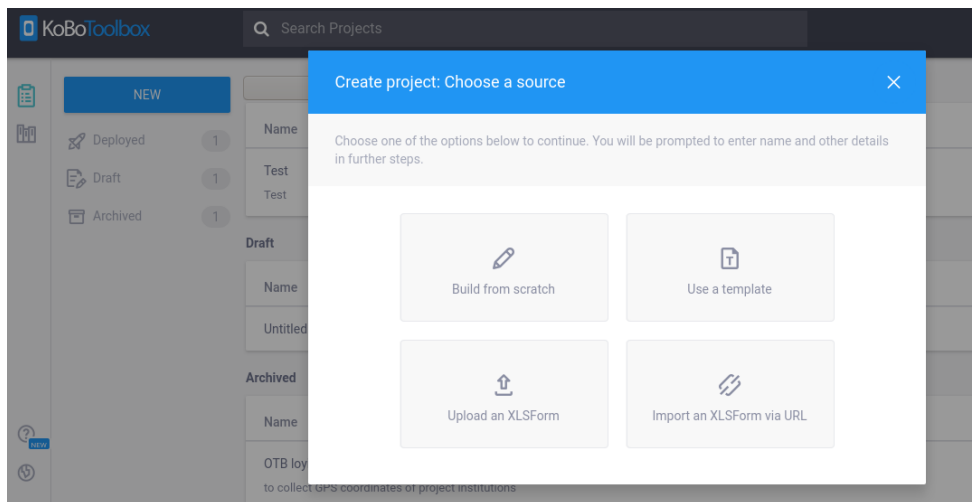 KoBoToolbox
Search Projects
NEW
Deployed 1
Draft 1
Archived 1
NEW
Name
Test
Test
Draft
Name
Untitled
Archived
Name
OTB loy
to collect GPS coordinates of project institutions
Create project: Choose a source
Choose one of the options below to continue. You will be prompted to enter name and other details
in further steps.
Build from scratch
Use a template
Upload an XLSForm
Import an XLSForm via URL